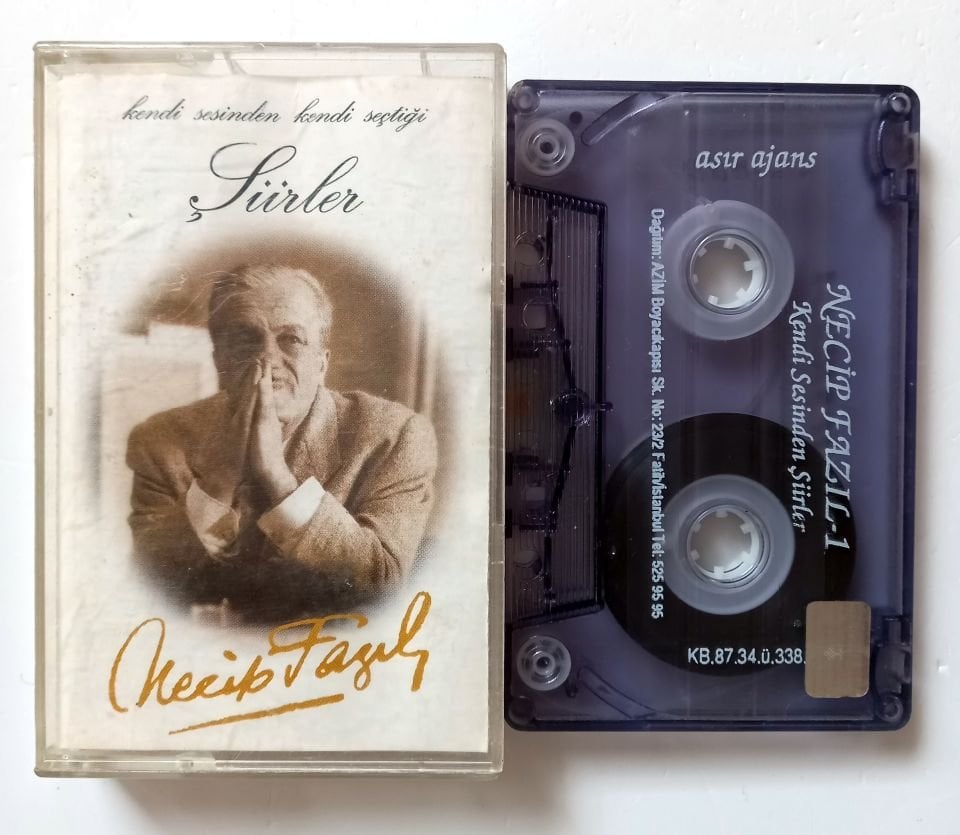 kendi sesinden kendi seçtiği
Şiirler
Necip Fazıl
asır ajans
NECİP FAZIL-1
Kendi Sesinden Şiirler
Dağıtım: AZİM Boyacıkapısı Sk. No: 23/2 Fatih/İstanbul Tel: 525 95 95
KB.87.34.ü.338.